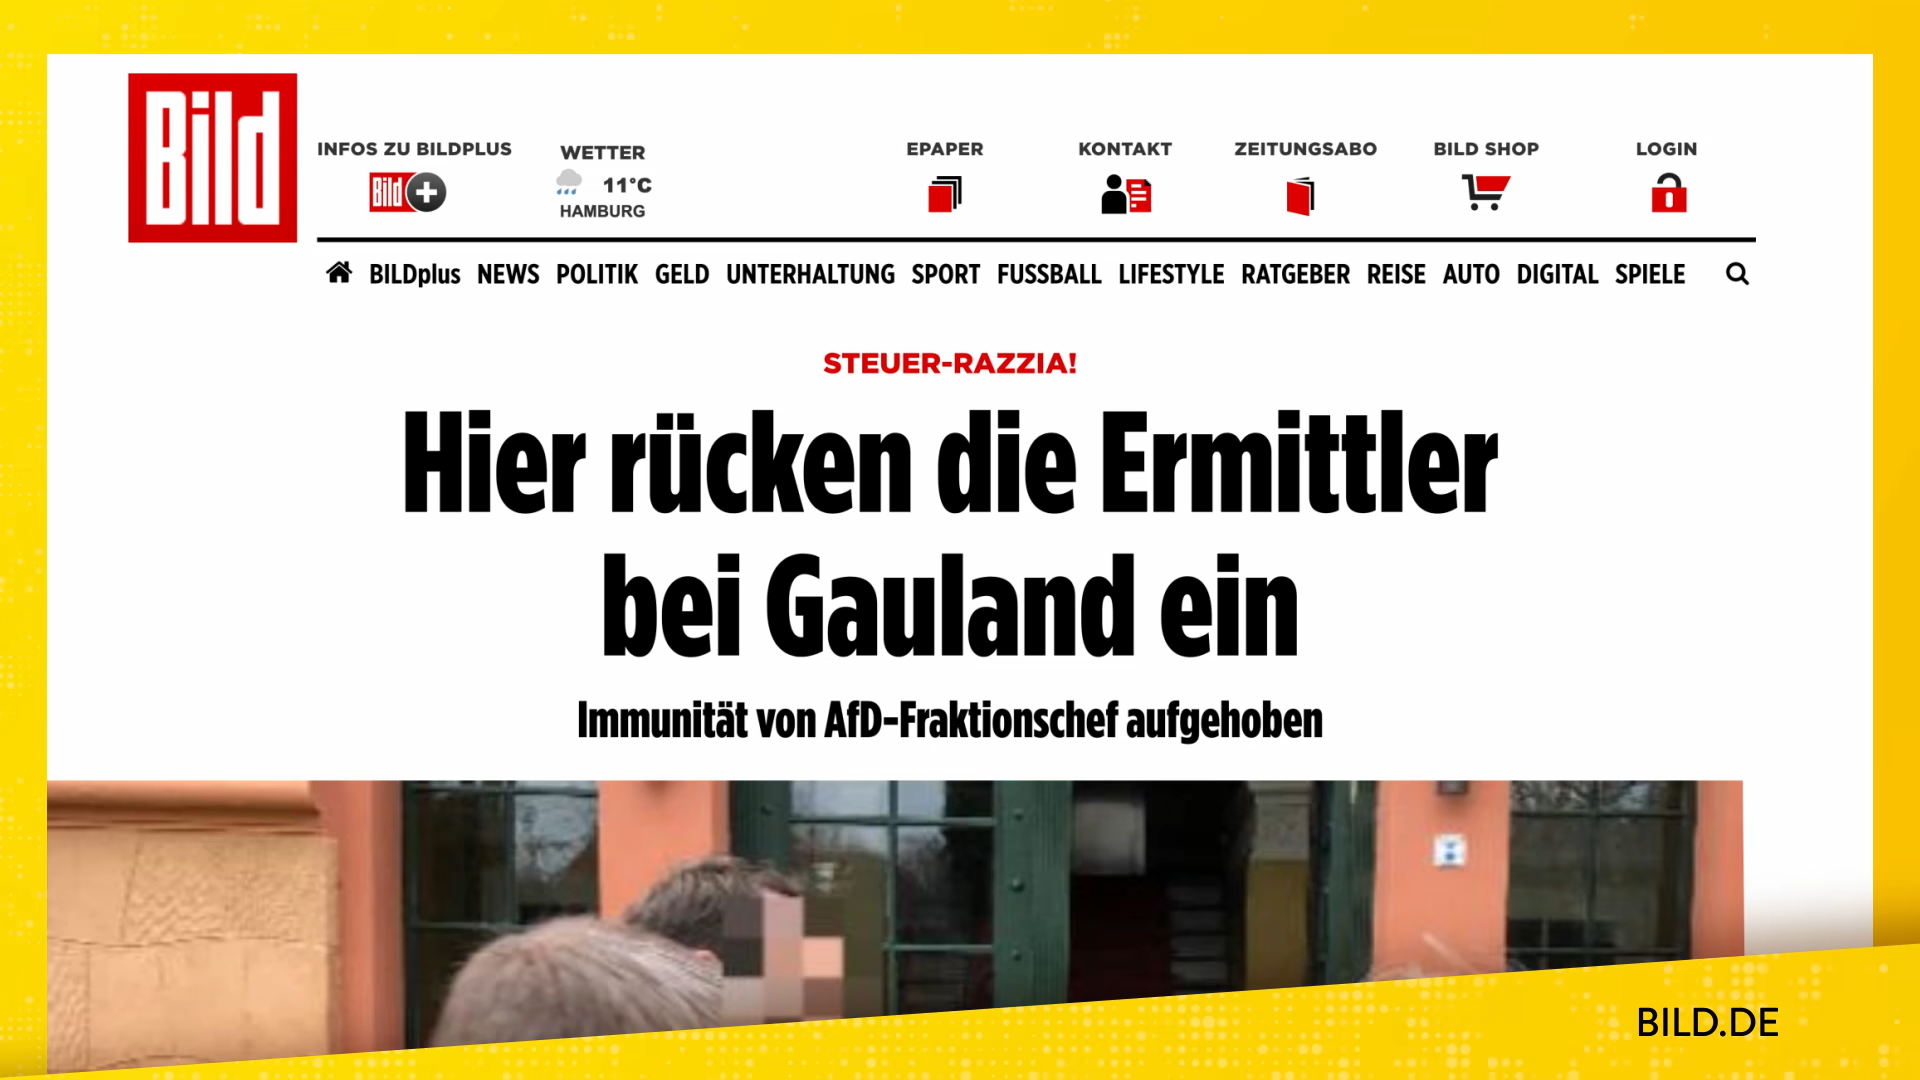 Bild
INFOS ZU BILDPLUS
Bild +
WETTER
11°C
HAMBURG
EPAPER
KONTAKT
ZEITUNGSABO
BILD SHOP
LOGIN
BILDplus NEWS POLITIK GELD UNTERHALTUNG SPORT FUSSBALL LIFESTYLE RATGEBER REISE AUTO DIGITAL SPIELE
STEUER-RAZZIA!
Hier rücken die Ermittler
bei Gauland ein
Immunität von AfD-Fraktionschef aufgehoben
BILD.DE